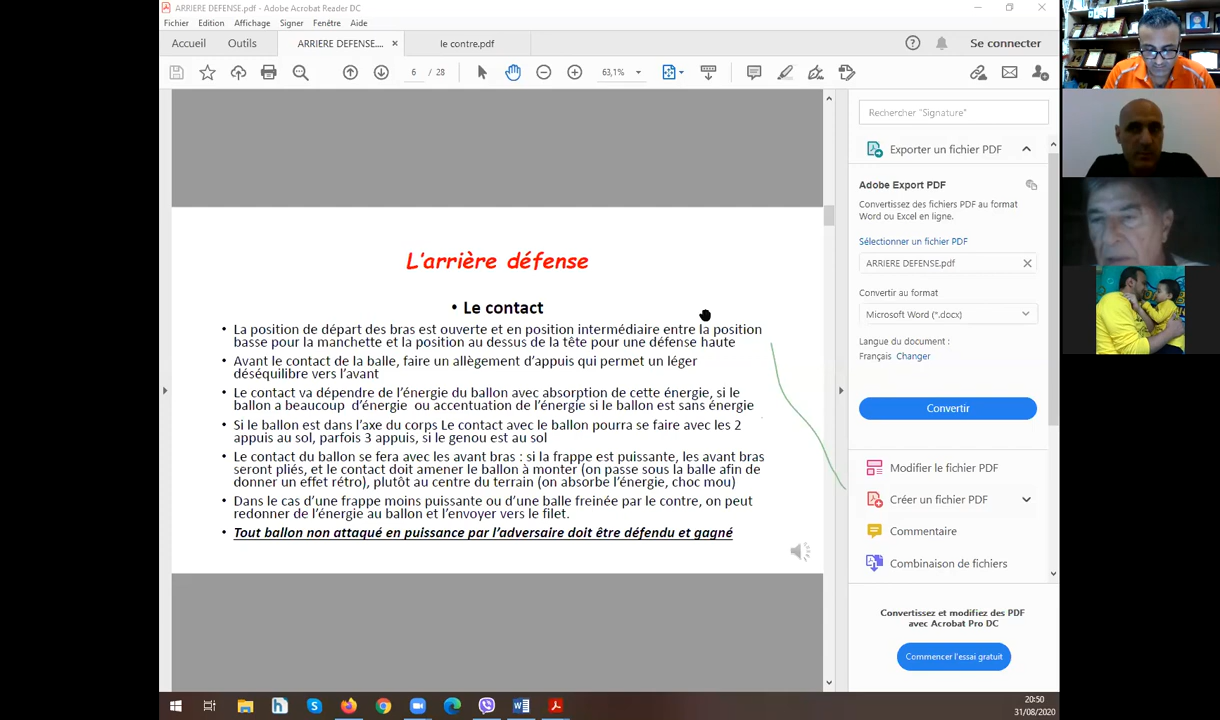 ARRIERE DEFENSE.pdf - Adobe Acrobat Reader DC
Fichier Edition Affichage Signer Fenêtre Aide
Accueil Outils ARRIERE DEFENSE.... le contre.pdf Se connecter
6 / 28 63,1%
Rechercher "Signature"
Exporter un fichier PDF
Adobe Export PDF
Convertissez des fichiers PDF au format
Word ou Excel en ligne.
Sélectionner un fichier PDF
ARRIERE DEFENSE.pdf
Convertir au format
Microsoft Word (*.docx)
Langue du document :
Français Changer
Convertir
Modifier le fichier PDF
Créer un fichier PDF
Commentaire
Combinaison de fichiers
Convertissez et modifiez des PDF
avec Acrobat Pro DC
Commencer l'essai gratuit
L'arrière défense
• Le contact
• La position de départ des bras est ouverte et en position intermédiaire entre la position
basse pour la manchette et la position au dessus de la tête pour une défense haute
• Avant le contact de la balle, faire un allègement d'appuis qui permet un léger
déséquilibre vers l'avant
• Le contact va dépendre de l'énergie du ballon avec absorption de cette énergie, si le
ballon a beaucoup d'énergie ou accentuation de l'énergie si le ballon est sans énergie
• Si le ballon est dans l'axe du corps Le contact avec le ballon pourra se faire avec les 2
appuis au sol, parfois 3 appuis, si le genou est au sol
• Le contact du ballon se fera avec les avant bras : si la frappe est puissante, les avant bras
seront pliés, et le contact doit amener le ballon à monter (on passe sous la balle afin de
donner un effet rétro), plutôt au centre du terrain (on absorbe l'énergie, choc mou)
• Dans le cas d'une frappe moins puissante ou d'une balle freinée par le contre, on peut
redonner de l'énergie au ballon et l'envoyer vers le filet.
• Tout ballon non attaqué en puissance par l'adversaire doit être défendu et gagné
20:50
31/08/2020